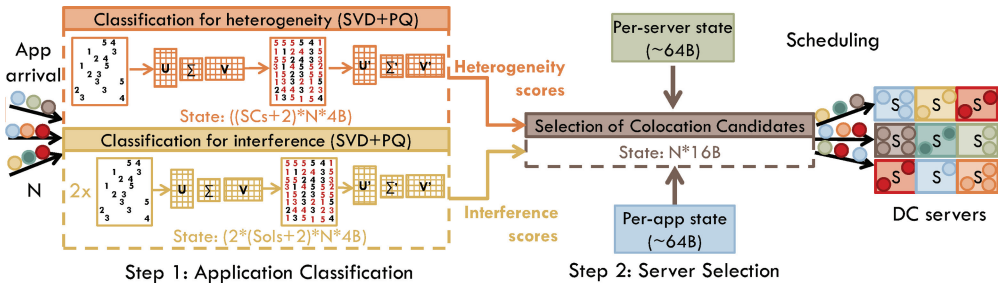 Classification for heterogeneity (SVD+PQ)
App
arrival
N
U Σ V
U' Σ' V'
State: ((SCs+2)*N*4B)
Heterogeneity
scores
Classification for interference (SVD+PQ)
2x
U Σ V
U' Σ' V'
State: (2*(SoIs+2)*N*4B)
Interference
scores
Step 1: Application Classification
Per-server state
(~64B)
Selection of Colocation Candidates
State: N*16B
Per-app state
(~64B)
Step 2: Server Selection
Scheduling
S S S
S S S
S S S
DC servers